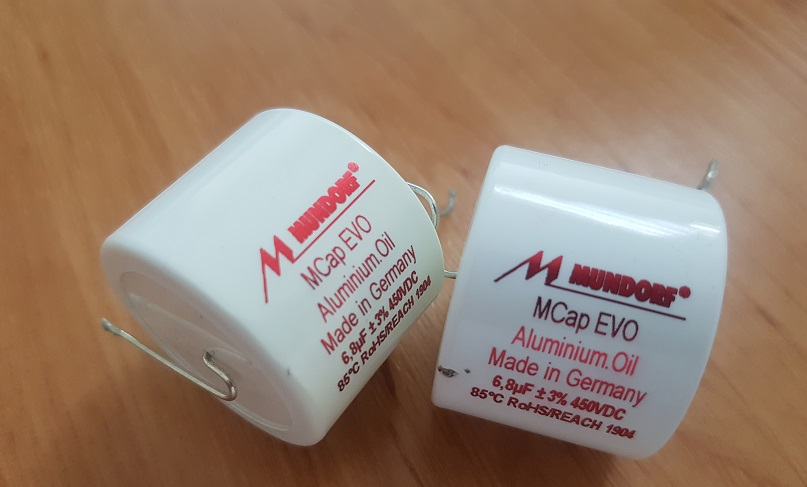 MUNDORF®
MCap EVO
Aluminium.Oil
Made in Germany
6,8µF ± 3% 450VDC
85°C RoHS/REACH 1904
MUNDORF®
MCap EVO
Aluminium.Oil
Made in Germany
6,8µF ± 3% 450VDC
85°C RoHS/REACH 1904